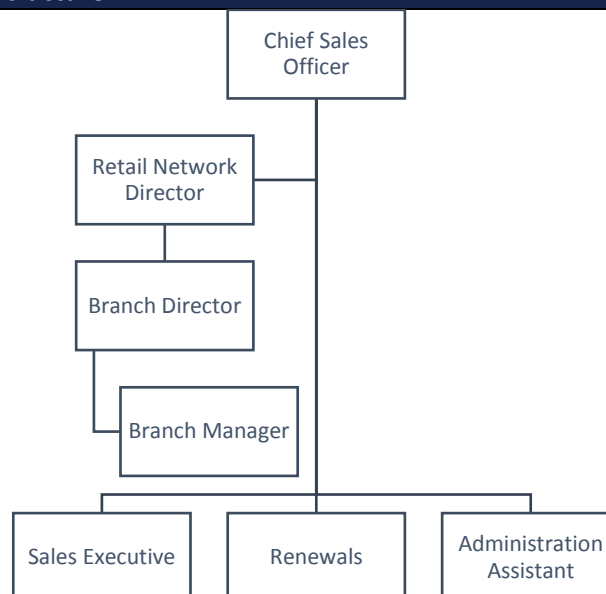 Chief Sales
Officer
Retail Network
Director
Branch Director
Branch Manager
Sales Executive
Renewals
Administration
Assistant